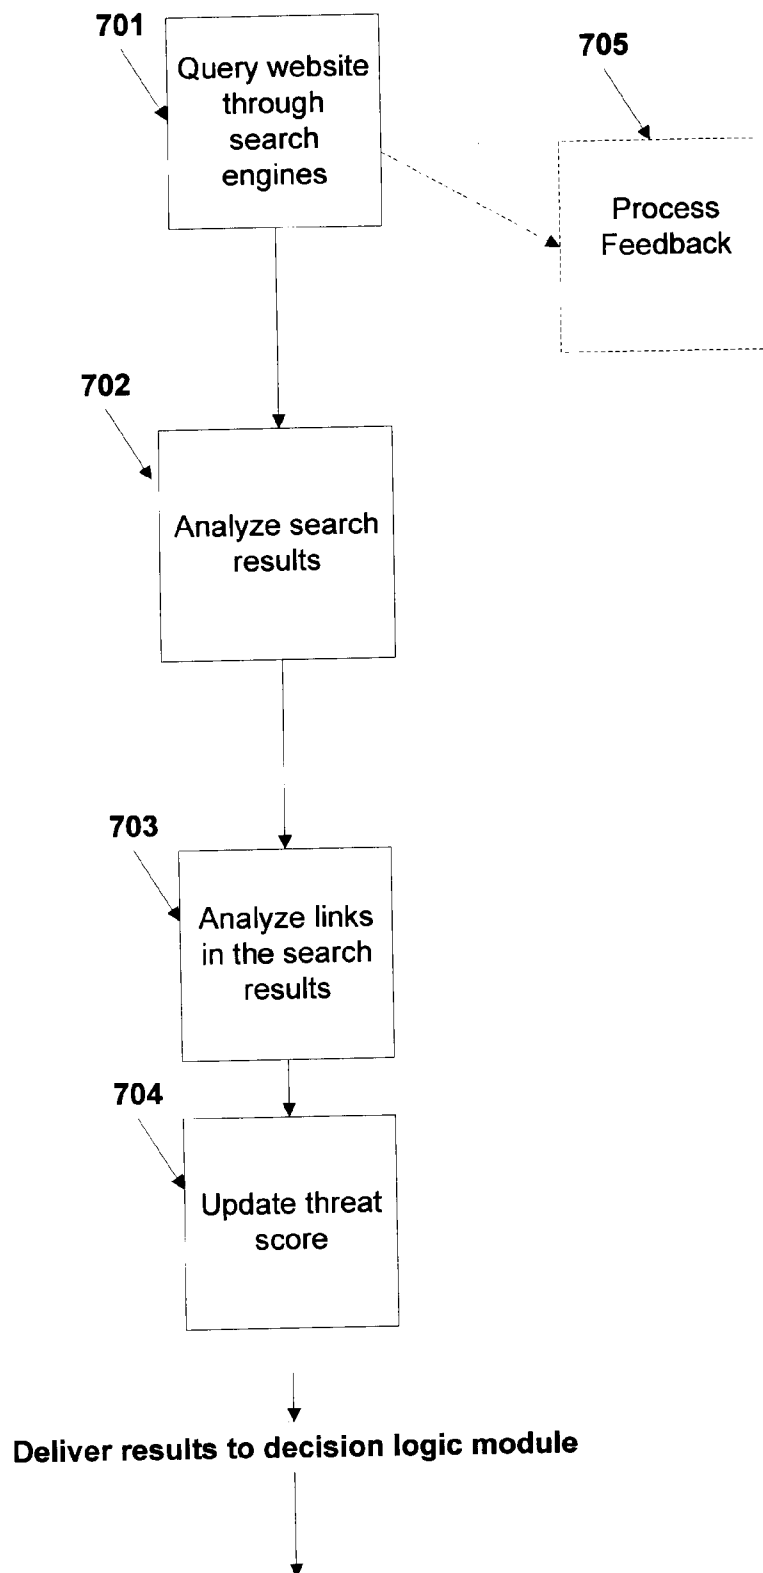 701
Query website
through
search
engines
705
Process
Feedback
702
Analyze search
results
703
Analyze links
in the search
results
704
Update threat
score
Deliver results to decision logic module